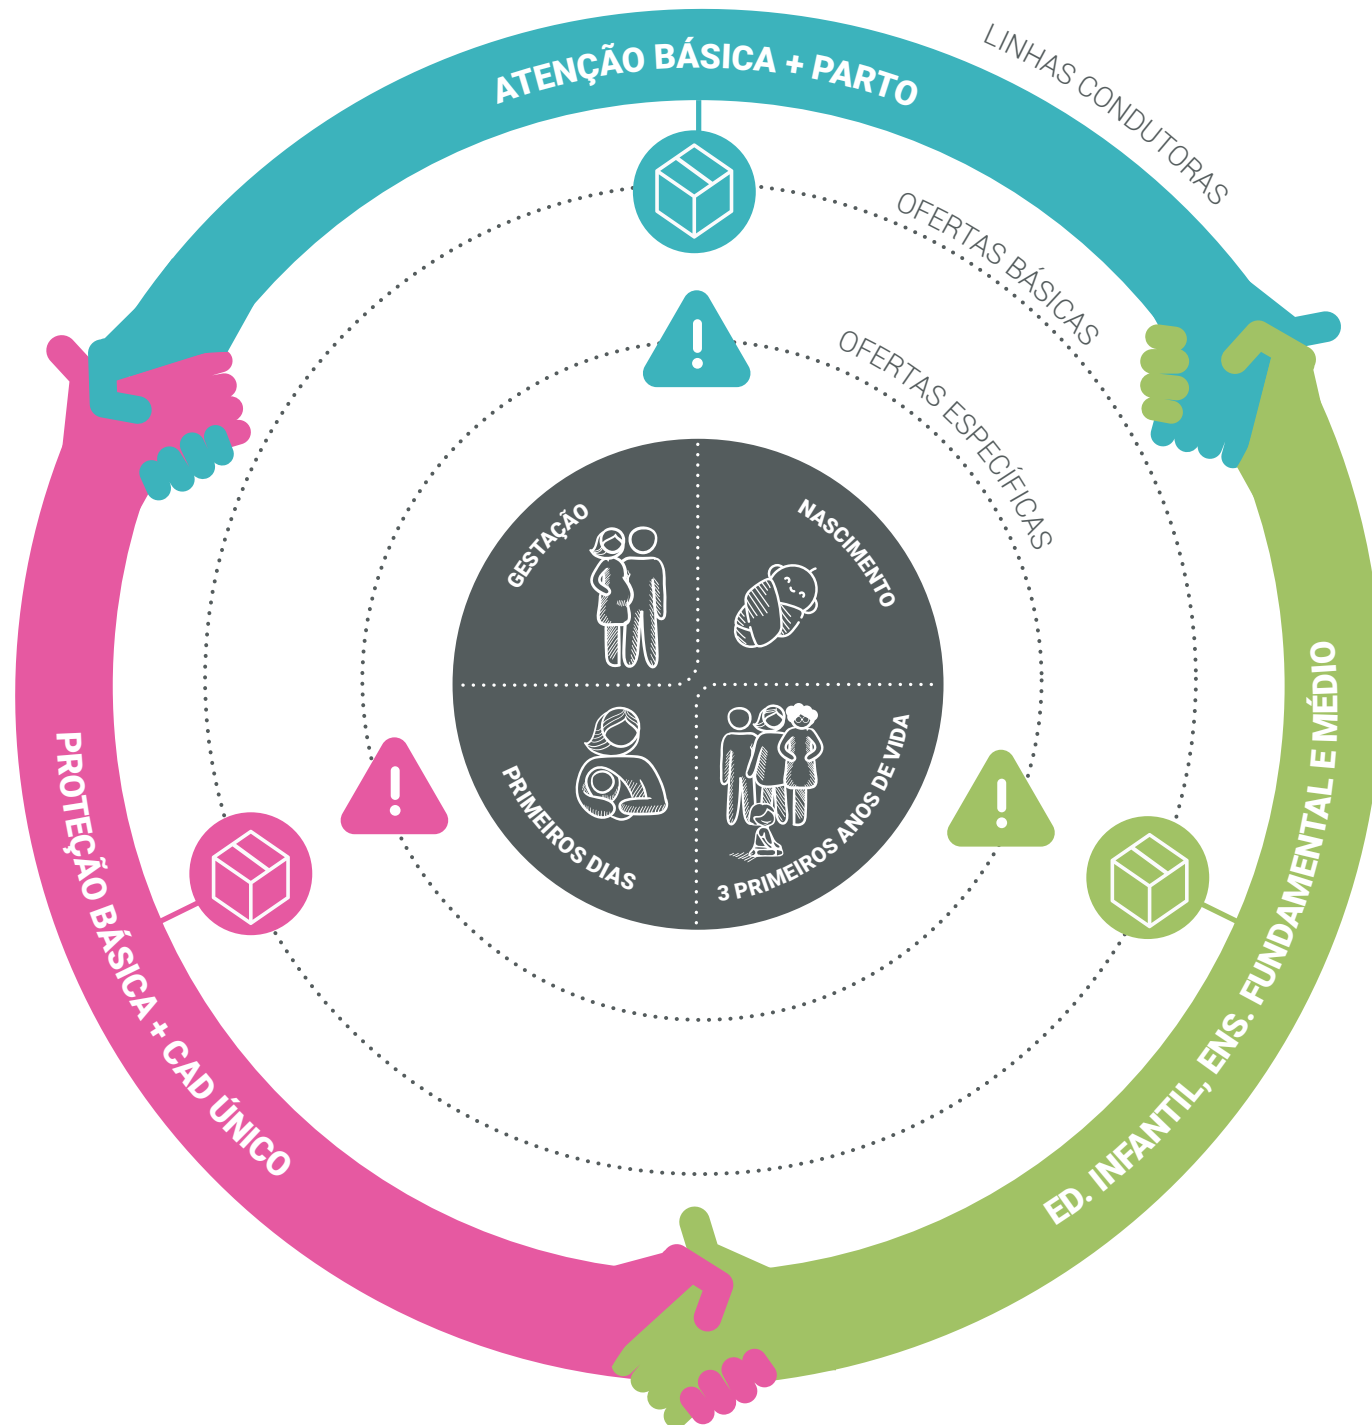 LINHAS CONDUTORAS
ATENÇÃO BÁSICA + PARTO
OFERTAS BÁSICAS
OFERTAS ESPECÍFICAS
GESTAÇÃO
NASCIMENTO
PRIMEIROS DIAS
3 PRIMEIROS ANOS DE VIDA
PROTEÇÃO BÁSICA + CAD ÚNICO
ED. INFANTIL, ENS. FUNDAMENTAL E MÉDIO